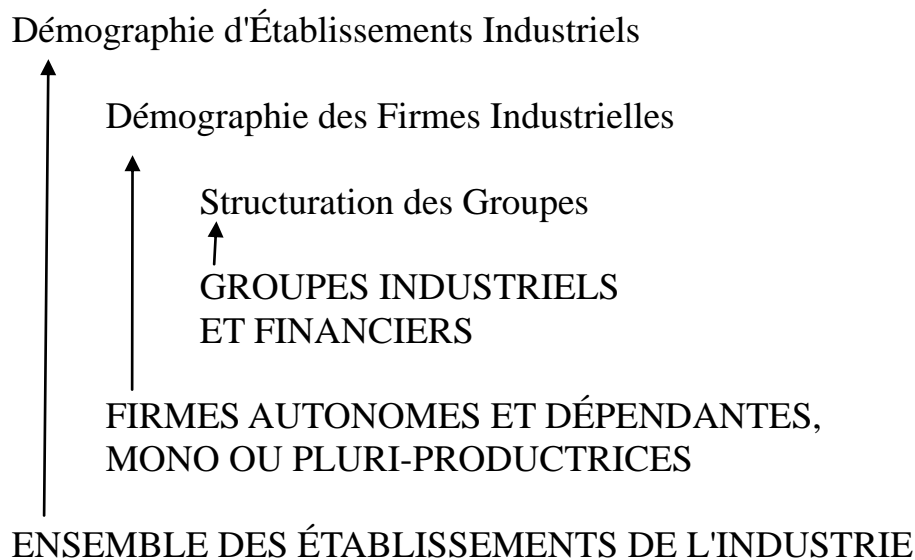 Démographie d'Établissements Industriels
Démographie des Firmes Industrielles
Structuration des Groupes
GROUPES INDUSTRIELS
ET FINANCIERS
FIRMES AUTONOMES ET DÉPENDANTES,
MONO OU PLURI-PRODUCTRICES
ENSEMBLE DES ÉTABLISSEMENTS DE L'INDUSTRIE